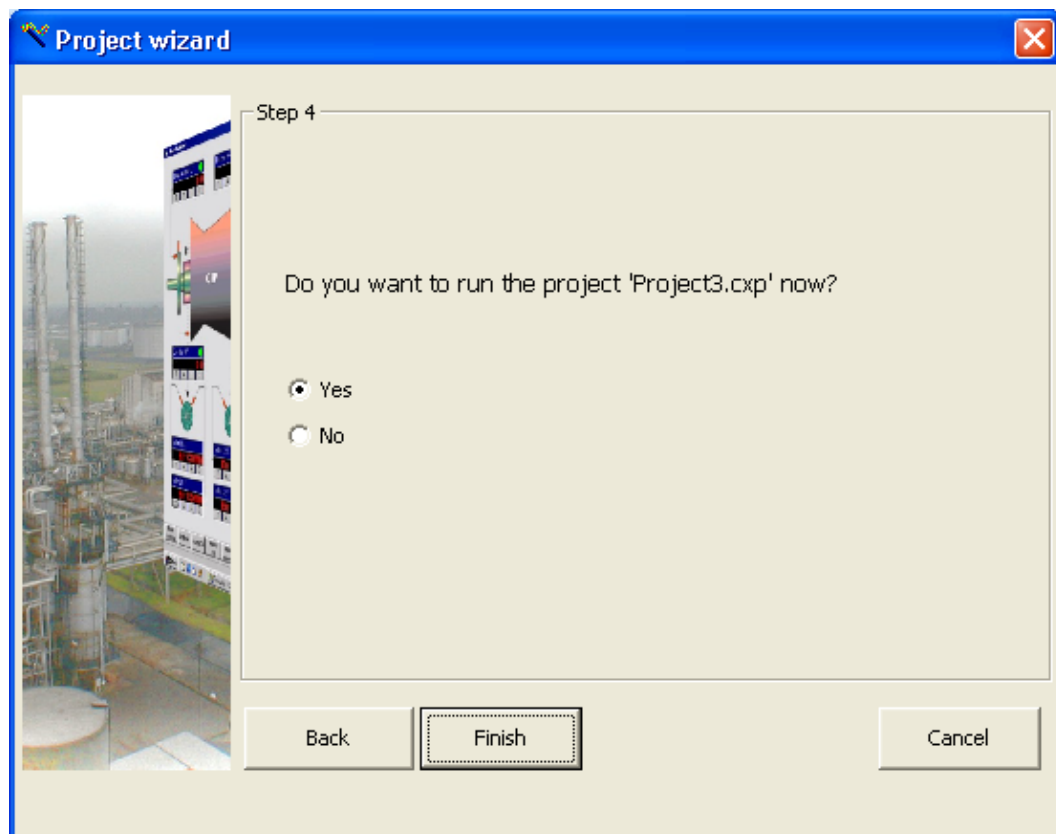 Project wizard
Step 4
Do you want to run the project 'Project3.cxp' now?
Yes
No
Back
Finish
Cancel